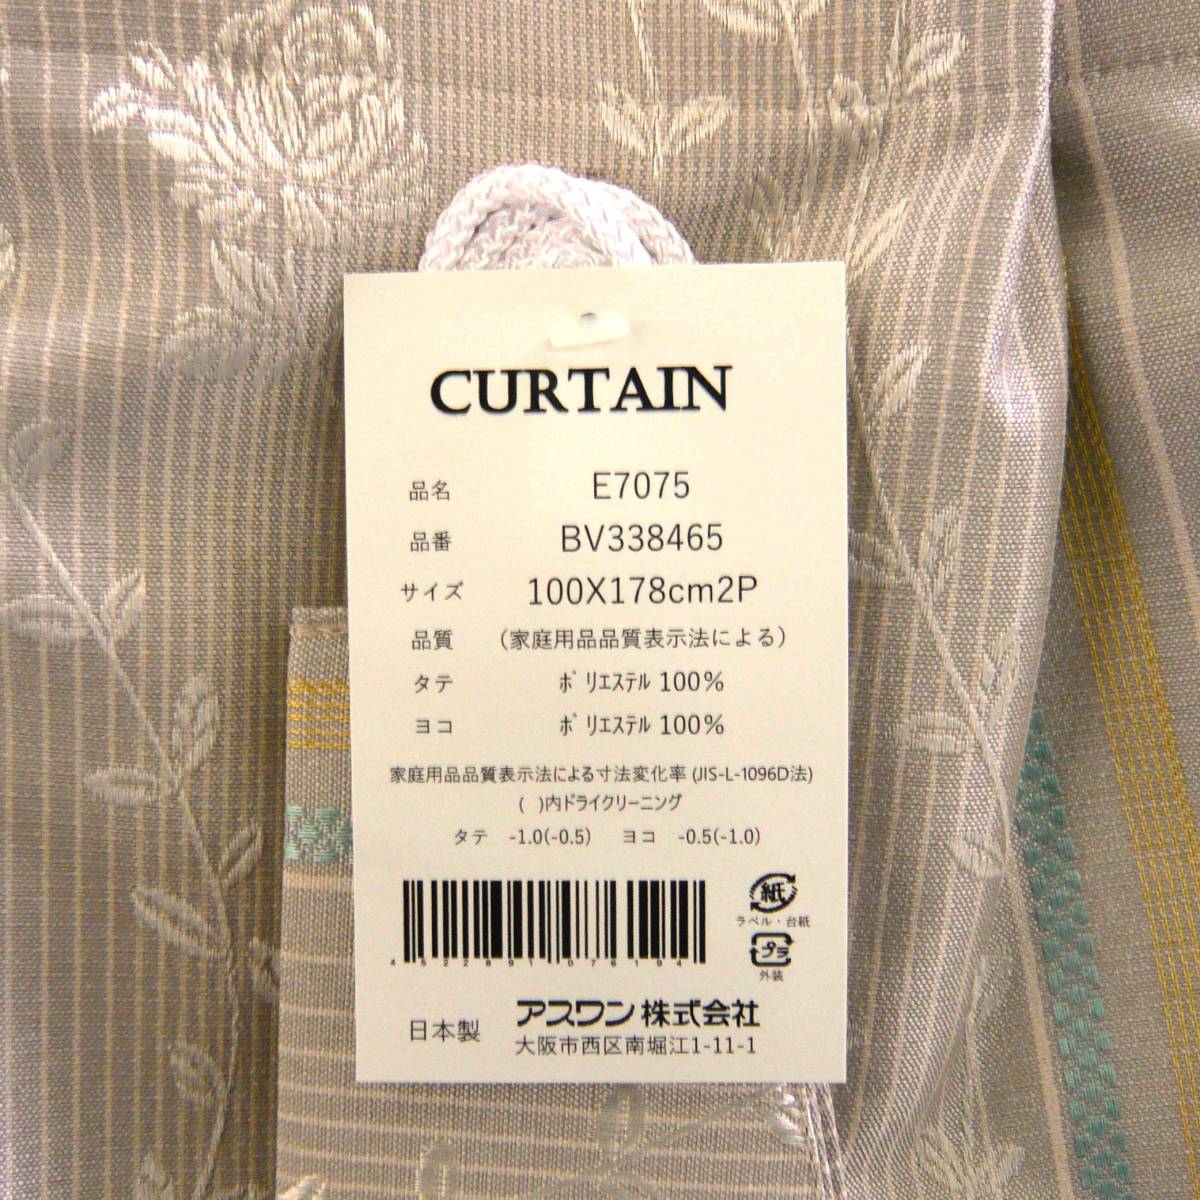 CURTAIN
品名 E7075
品番 BV338465
サイズ 100X178cm2P
品質 (家庭用品品質表示法による)
タテ ﾎﾟﾘｴｽﾃﾙ 100%
ヨコ ﾎﾟﾘｴｽﾃﾙ 100%
家庭用品品質表示法による寸法変化率 (JIS-L-1096D法)
( )内ドライクリーニング
タテ -1.0(-0.5) ヨコ -0.5(-1.0)
紙
ラベル・台紙
プラ
外装
4522891076194
日本製 アスワン株式会社
大阪市西区南堀江1-11-1